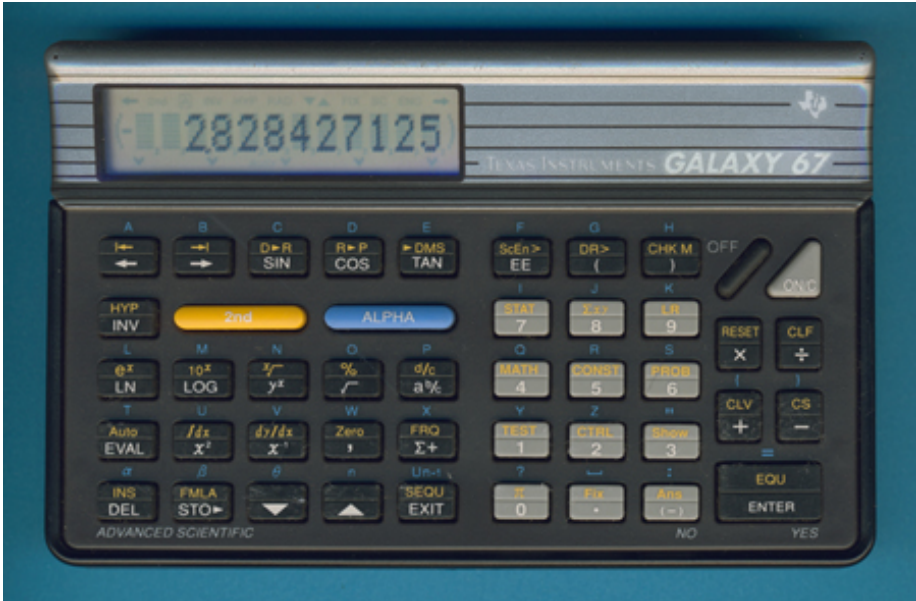 2828427125
TEXAS INSTRUMENTS GALAXY 67
A B C D E F G H
D►R R►P ►DMS ScEn> DR> CHK M OFF
← → SIN COS TAN EE ( ) ON/C
I J K
HYP STAT Σxy LR
INV 2nd ALPHA 7 8 9 RESET CLF
× ÷
L M N O P Q R S { }
eˣ 10ˣ ˣ√ % d/c MATH CONST PROB
LN LOG yˣ √ a b/c 4 5 6 CLV CS
+ −
T U V W X Y Z "
Auto ∫dx dy/dx Zero FRQ TEST CTRL Show
EVAL x² x⁻¹ , Σ+ 1 2 3 =
α β θ n Un-1 ? ⎵ :
INS FMLA SEQU π Fix Ans EQU
DEL STO► ▼ ▲ EXIT 0 . (−) ENTER
ADVANCED SCIENTIFIC NO YES